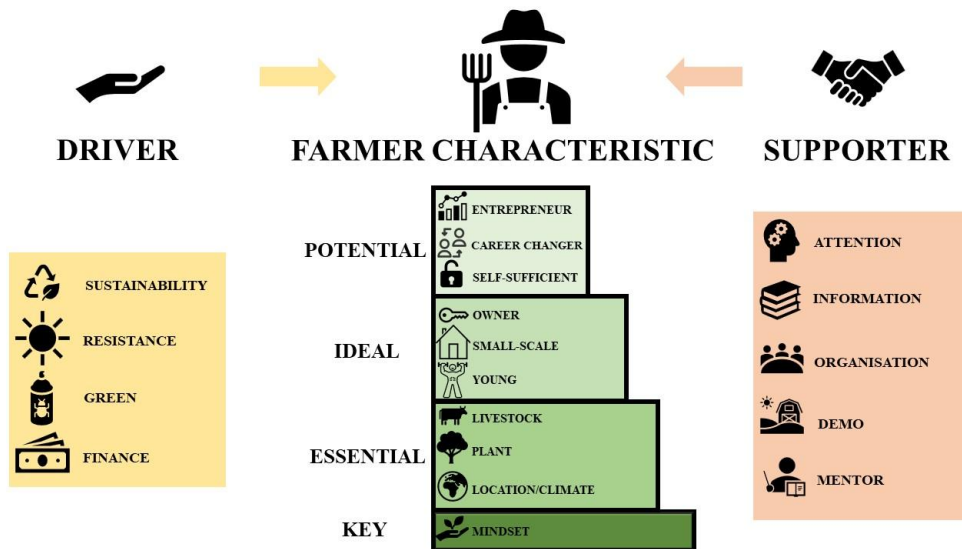 DRIVER
FARMER CHARACTERISTIC
SUPPORTER
SUSTAINABILITY
RESISTANCE
GREEN
FINANCE
POTENTIAL
ENTREPRENEUR
CAREER CHANGER
SELF-SUFFICIENT
IDEAL
OWNER
SMALL-SCALE
YOUNG
ESSENTIAL
LIVESTOCK
PLANT
LOCATION/CLIMATE
KEY
MINDSET
ATTENTION
INFORMATION
ORGANISATION
DEMO
MENTOR